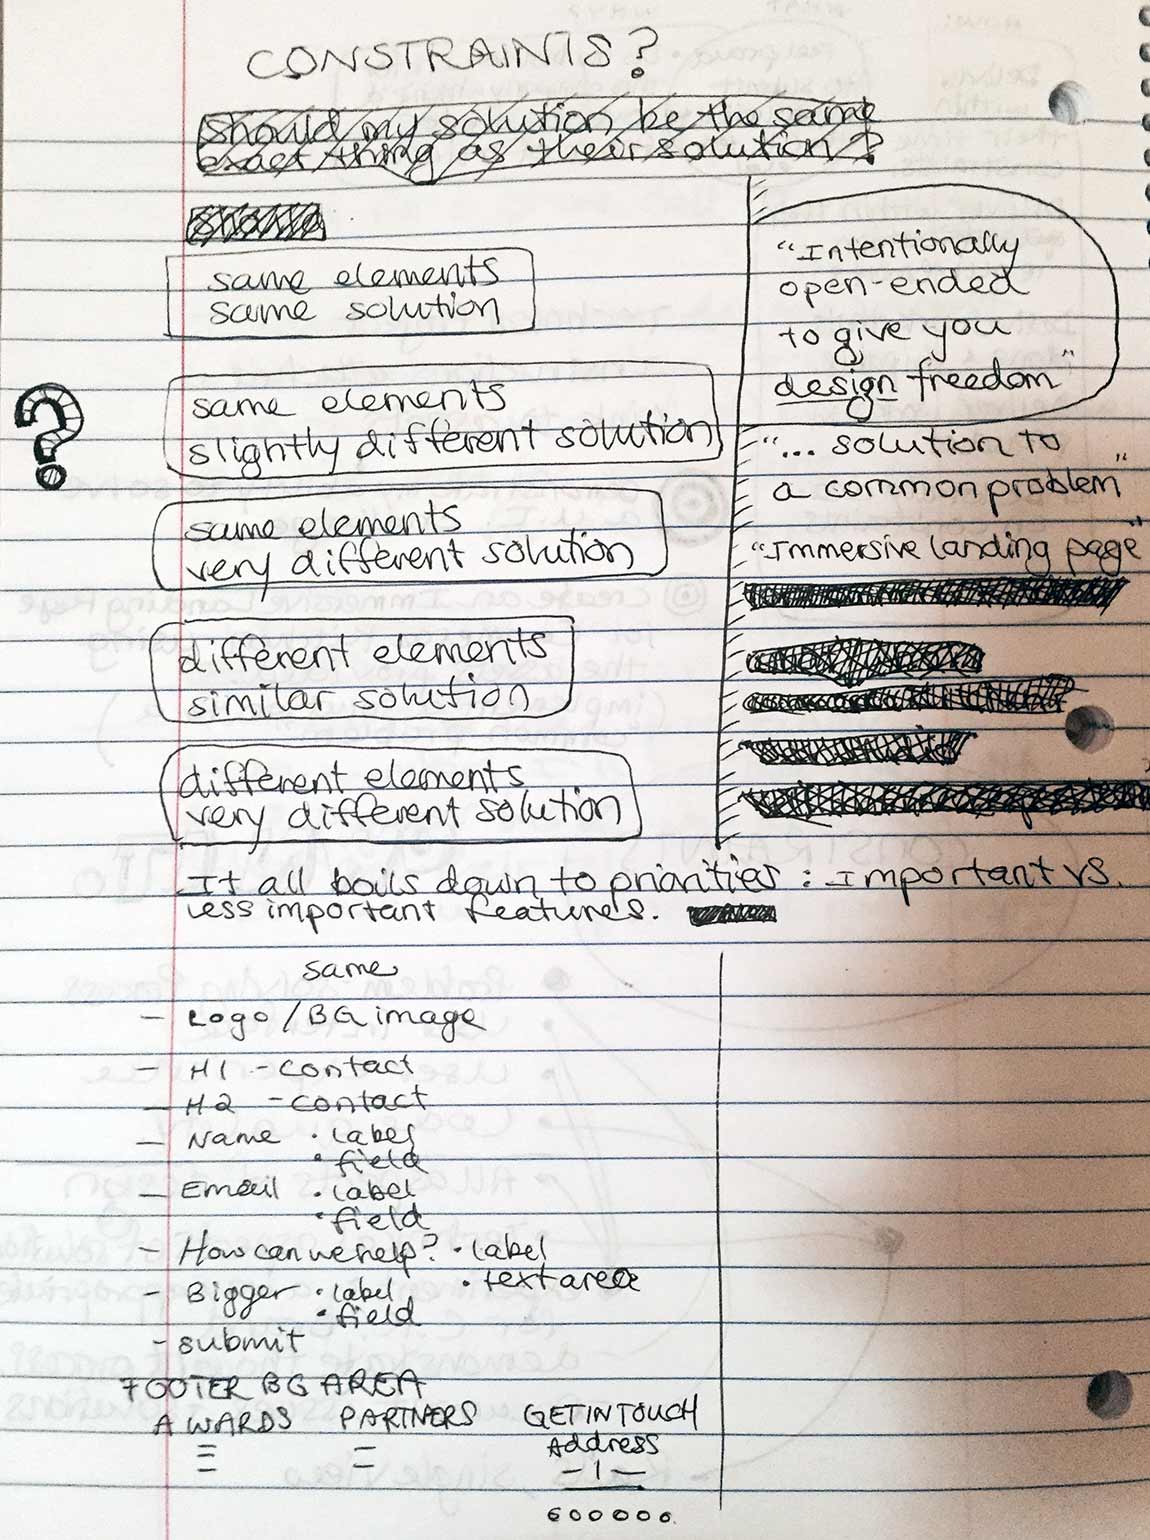 CONSTRAINTS?
should my solution be the same
exact thing as their solution?
should
same elements
same solution
?
same elements
slightly different solution
same elements
very different solution
different elements
similar solution
different elements
very different solution
"Intentionally
open-ended
to give you
design freedom"
"... solution to
a common problem"
"Immersive landing page"
It all boils down to priorities : Important vs.
less important features.
same
- Logo / BG image
- H1 - contact
- H2 - contact
- Name • label
• field
- Email • label
• field
- How can we help? • label
• text area
- Bigger • label
• field
- submit
FOOTER BG AREA
AWARDS PARTNERS GET IN TOUCH
Address